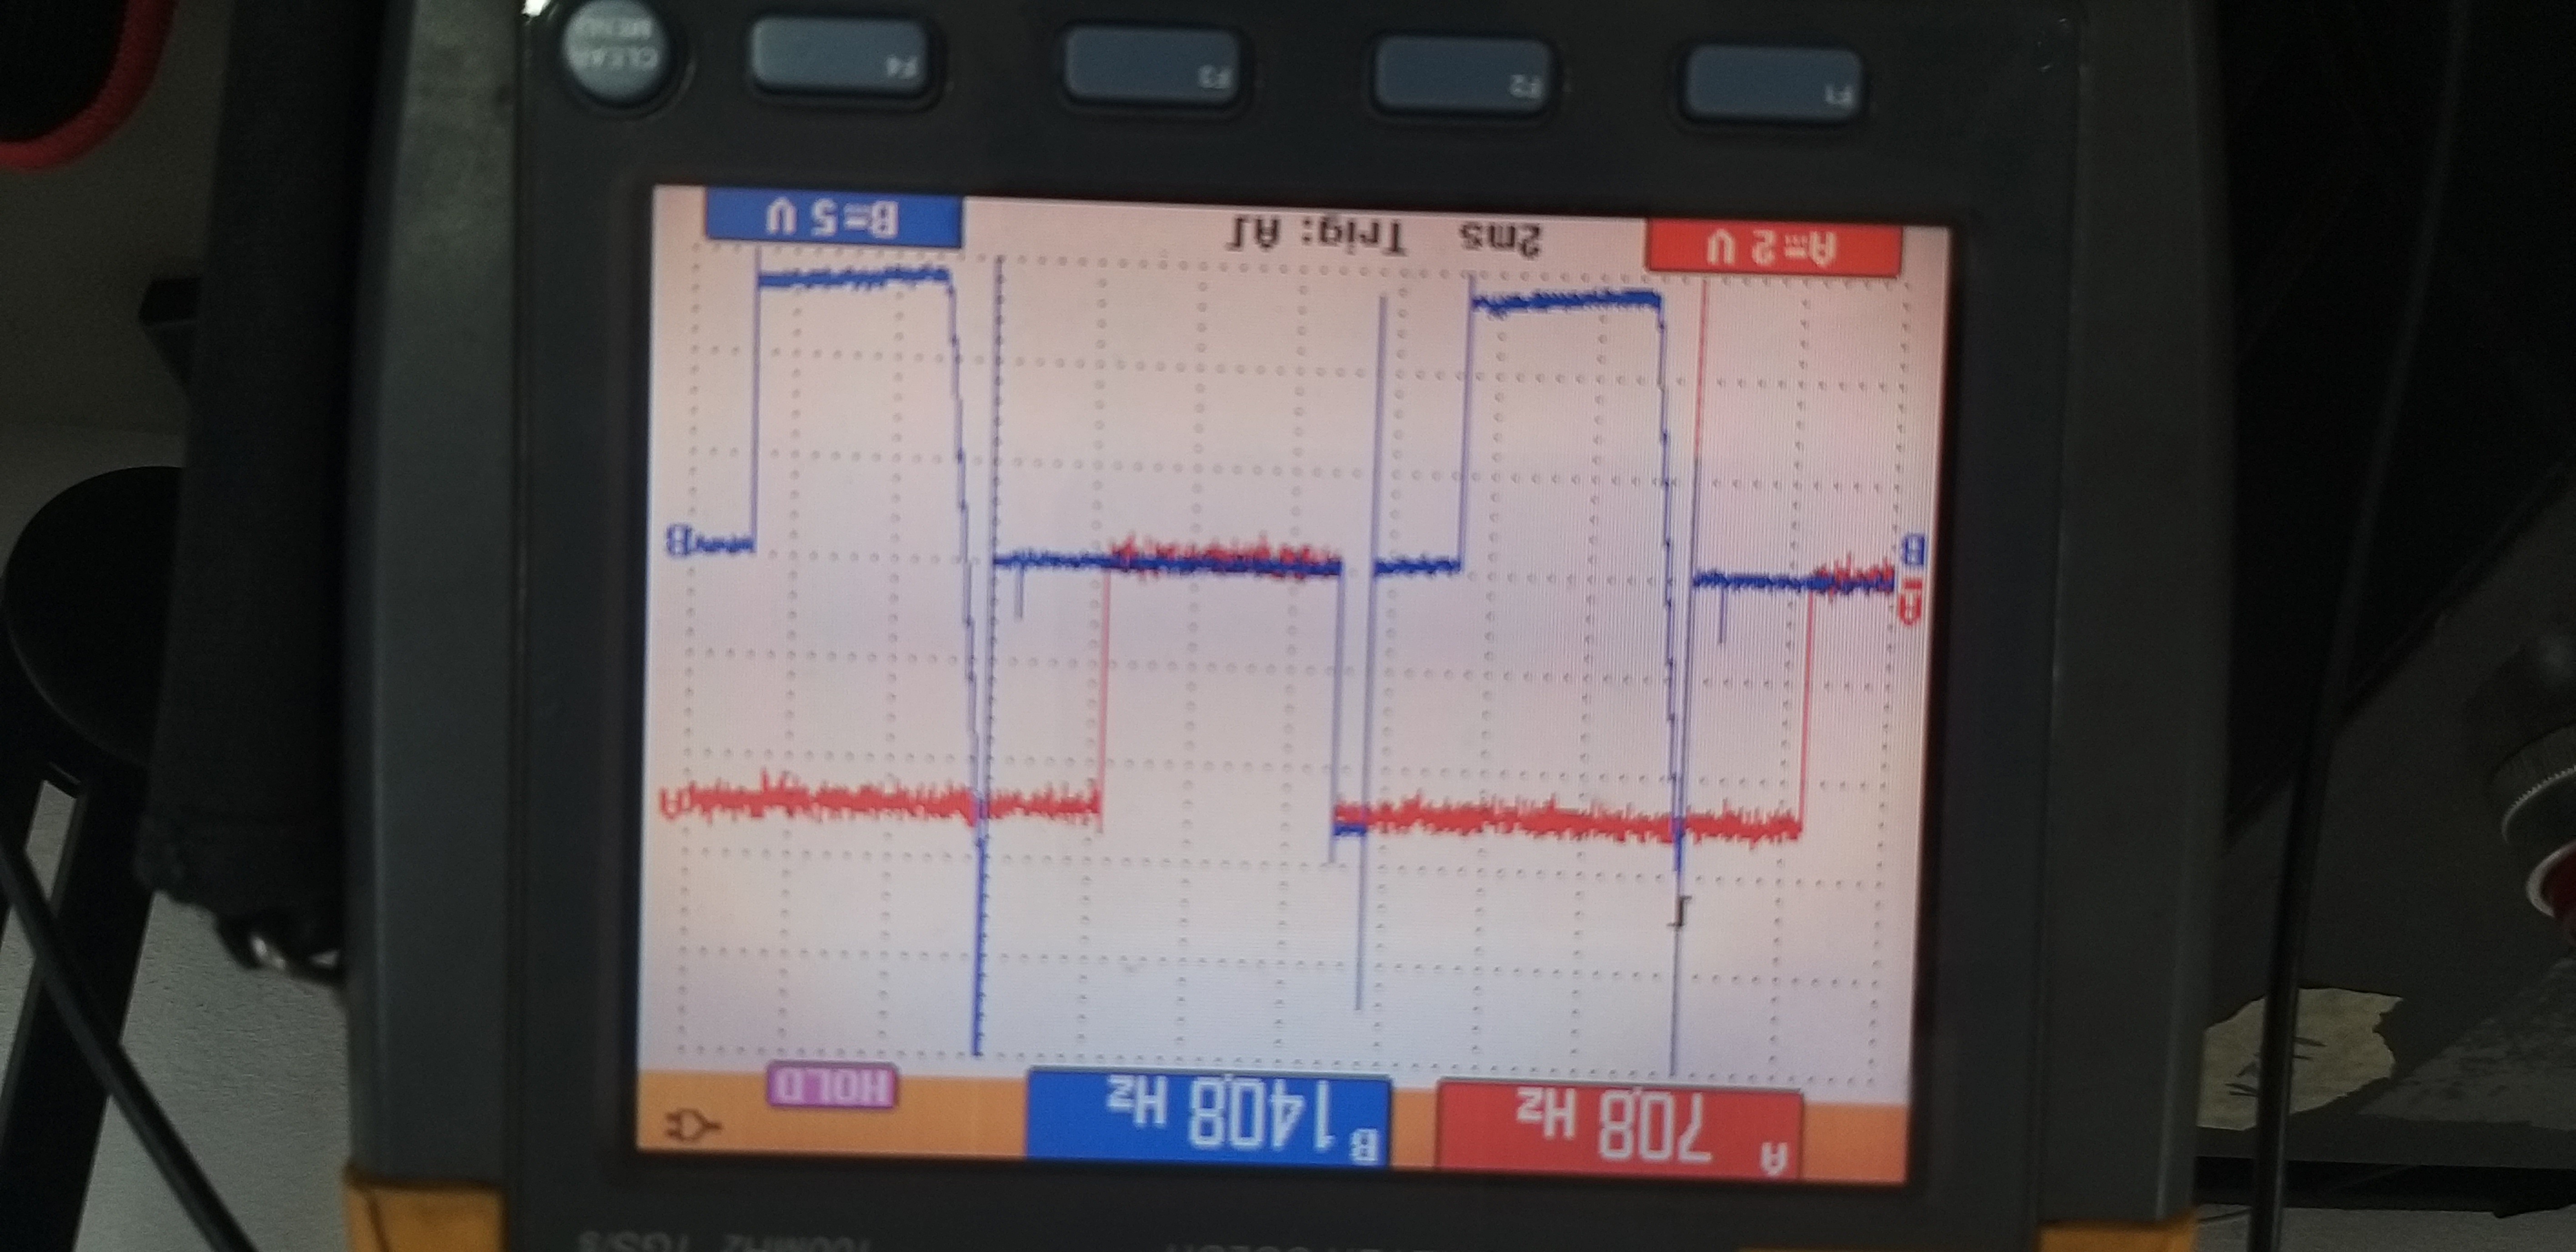 100MHz 1GS/s
A 70.8 Hz B 140.8 Hz
HOLD
A
A
B
B
A=2 V 2ms Trig: A B=5 V
F1 F2 F3 F4 CLEAR
MENU